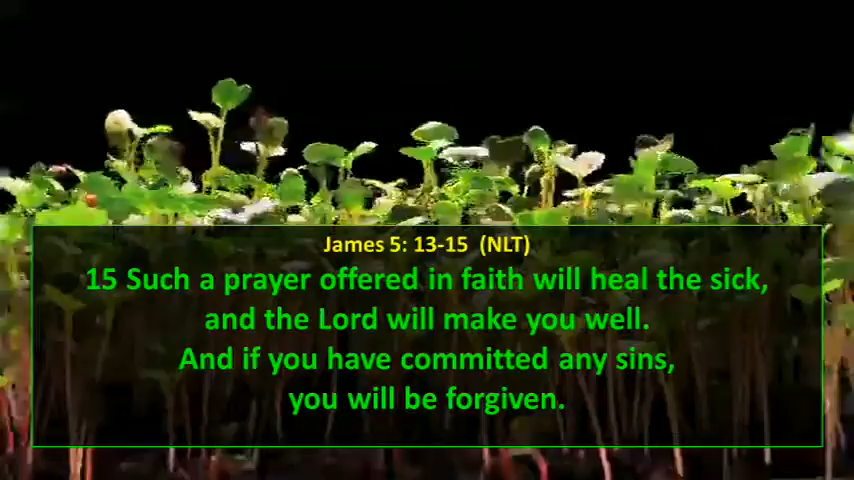 James 5: 13-15 (NLT)
15 Such a prayer offered in faith will heal the sick,
and the Lord will make you well.
And if you have committed any sins,
you will be forgiven.